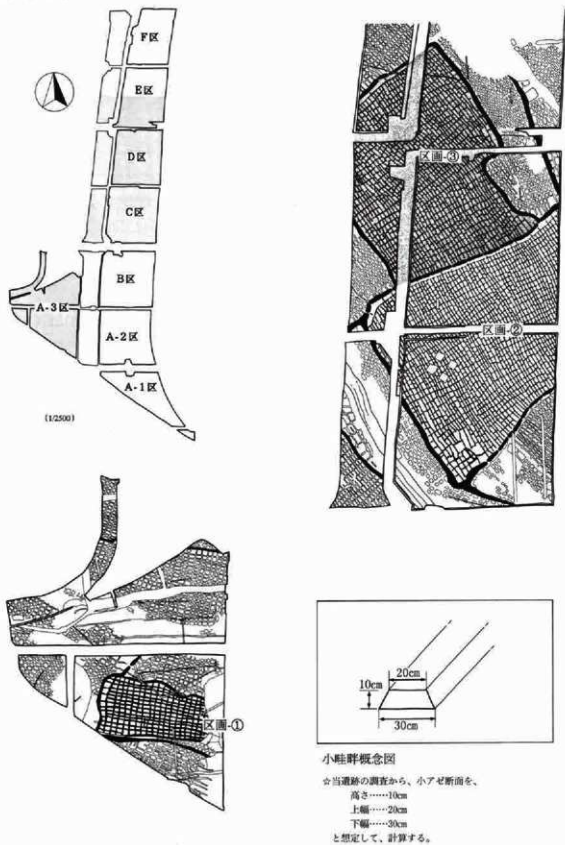 F区
E区
D区
C区
B区
A-3区
A-2区
A-1区
(1/2500)
区画-③
区画-②
区画-①
20cm
10cm
30cm
小畦畔概念図
☆当遺跡の調査から、小アゼ断面を、
高さ……10cm
上幅……20cm
下幅……30cm
と想定して、計算する。